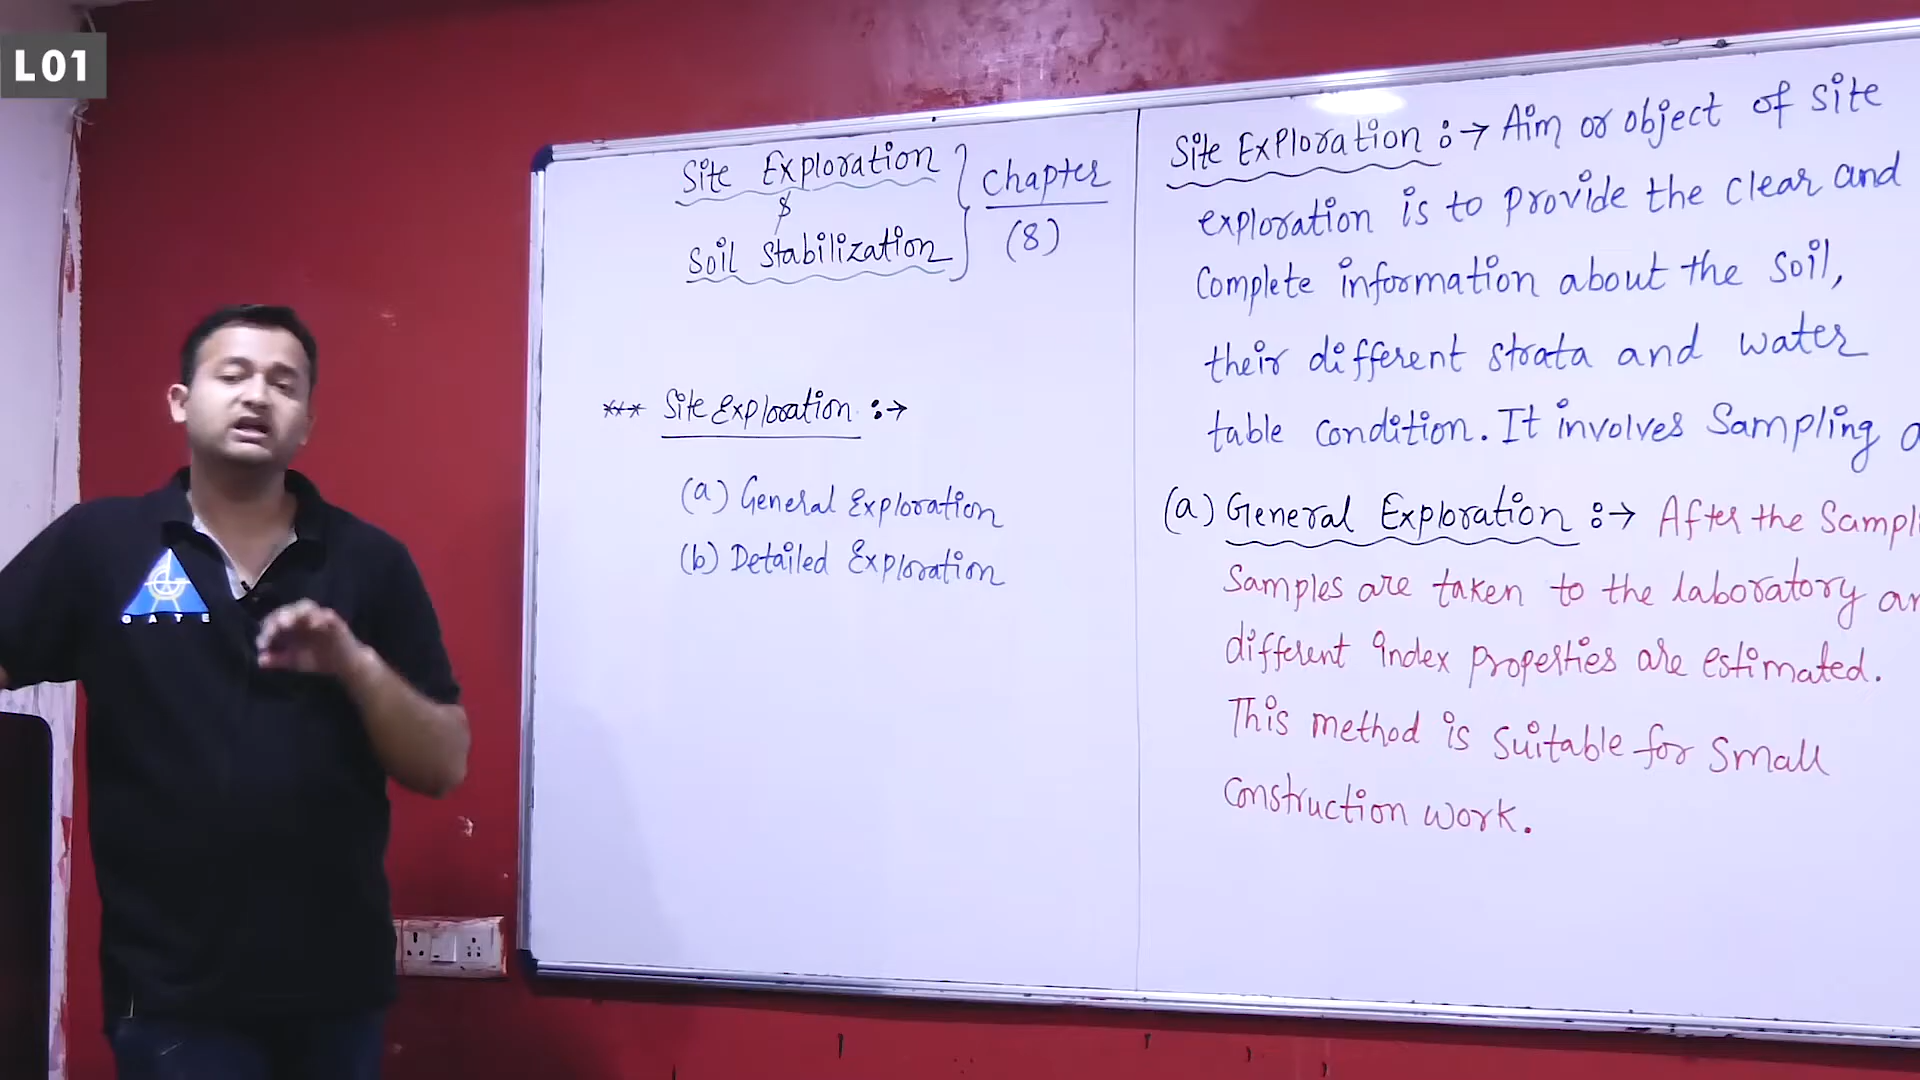 L01
Site Exploration
&
Soil Stabilization
Chapter
(8)
*** Site Exploration :→
(a) General Exploration
(b) Detailed Exploration
Site Exploration :→ Aim or object of site
exploration is to provide the clear and
Complete information about the soil,
their different strata and water
table condition. It involves Sampling
(a) General Exploration :→ After the
Samples are taken to the laboratory
different index properties are estimated.
This method is suitable for small
construction work.
GATE